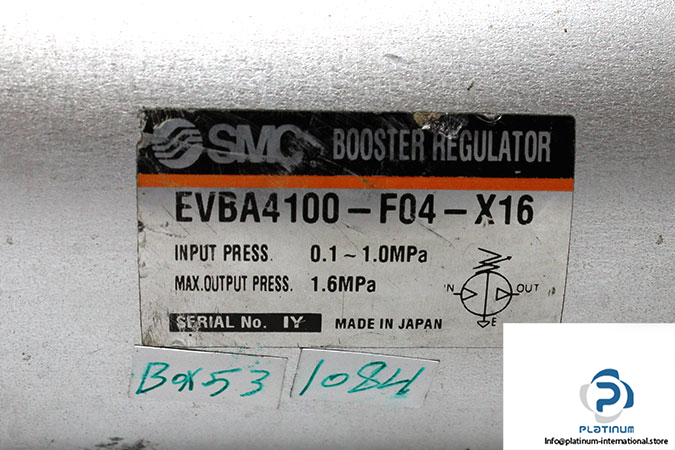 SMC BOOSTER REGULATOR
EVBA4100-F04-X16
INPUT PRESS. 0.1~1.0MPa
MAX.OUTPUT PRESS. 1.6MPa
IN OUT
E
SERIAL No. IY MADE IN JAPAN
Box53 1084
PLATINUM
Info@platinum-international.store